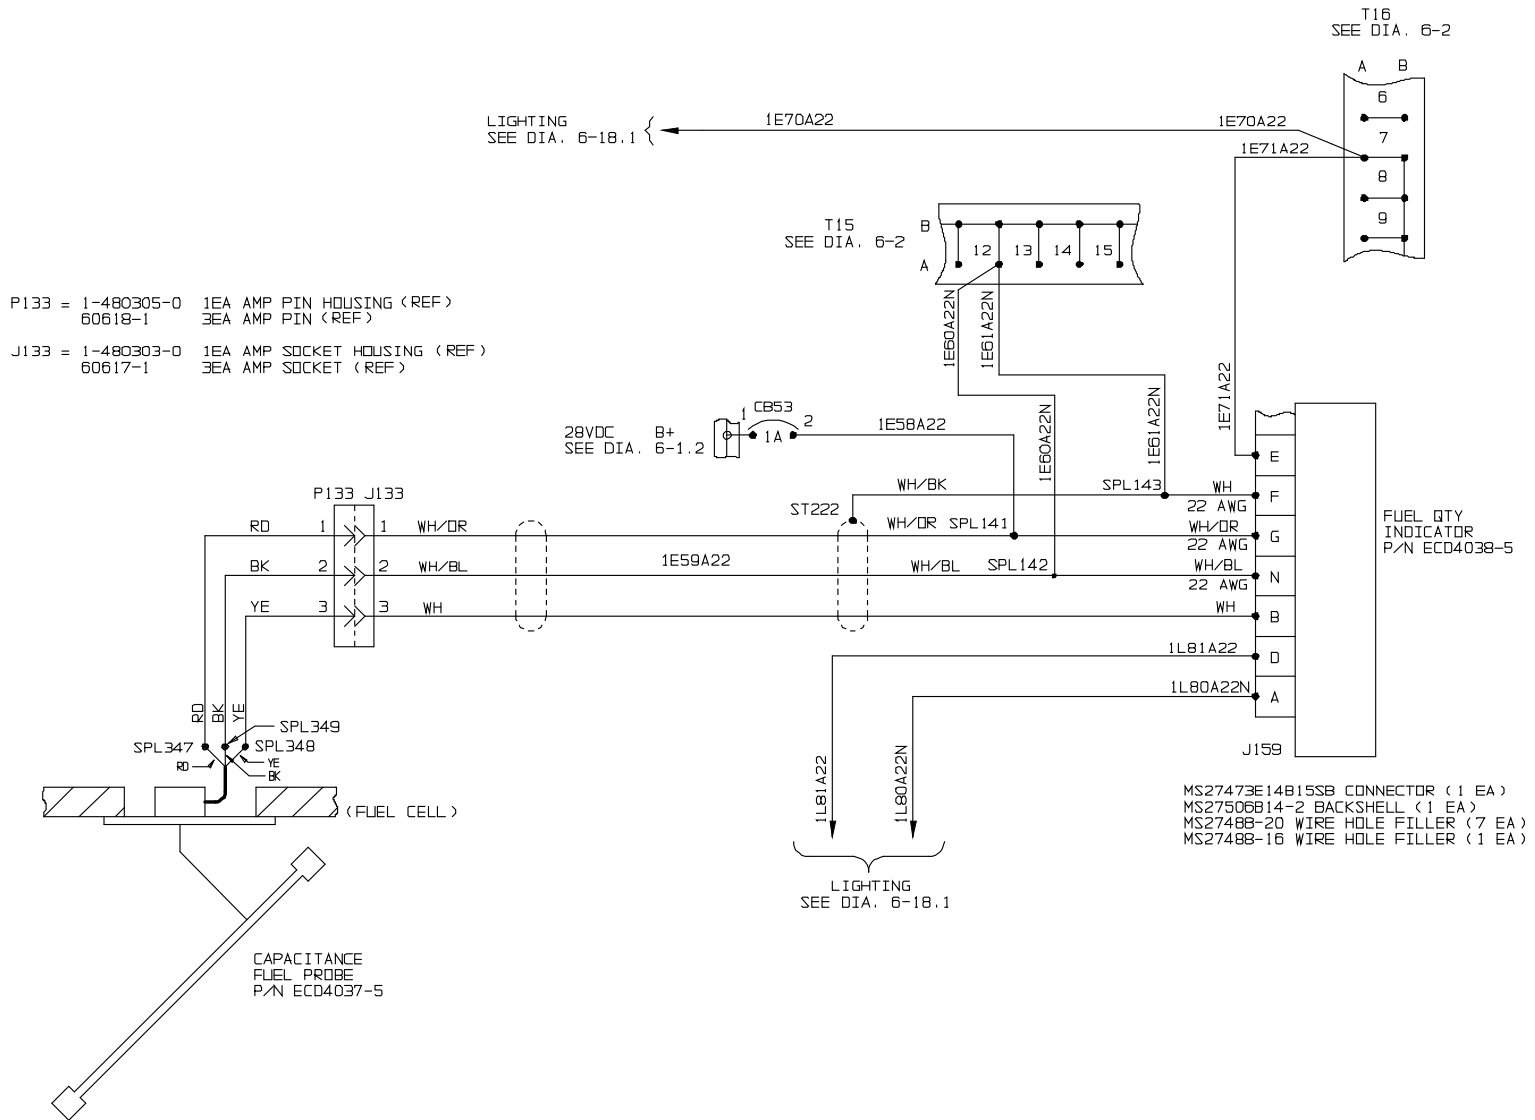 T16
SEE DIA. 6-2
A B
6
7
8
9
LIGHTING
SEE DIA. 6-18.1
1E70A22
1E70A22
1E71A22
T15
SEE DIA. 6-2
B
A
12 13 14 15
P133 = 1-480305-0 1EA AMP PIN HOUSING (REF)
60618-1 3EA AMP PIN (REF)
J133 = 1-480303-0 1EA AMP SOCKET HOUSING (REF)
60617-1 3EA AMP SOCKET (REF)
1E60A22N
1E61A22N
1E71A22
28VDC B+
SEE DIA. 6-1.2
1 CB53 2
1A
1E58A22
1E60A22N
1E61A22N
E
WH/BK
SPL143
WH
22 AWG
F
P133 J133
ST222
RD 1 1 WH/OR
WH/OR SPL141
WH/OR
22 AWG
G
BK 2 2 WH/BL
1E59A22
WH/BL SPL142
WH/BL
22 AWG
N
YE 3 3 WH
WH
B
1L81A22
D
1L80A22N
A
J159
FUEL QTY
INDICATOR
P/N ECD4038-5
RD
BK
YE
SPL349
SPL347
SPL348
RD
YE
BK
(FUEL CELL)
1L81A22
1L80A22N
LIGHTING
SEE DIA. 6-18.1
MS27473E14B15SB CONNECTOR (1 EA)
MS27506B14-2 BACKSHELL (1 EA)
MS27488-20 WIRE HOLE FILLER (7 EA)
MS27488-16 WIRE HOLE FILLER (1 EA)
CAPACITANCE
FUEL PROBE
P/N ECD4037-5